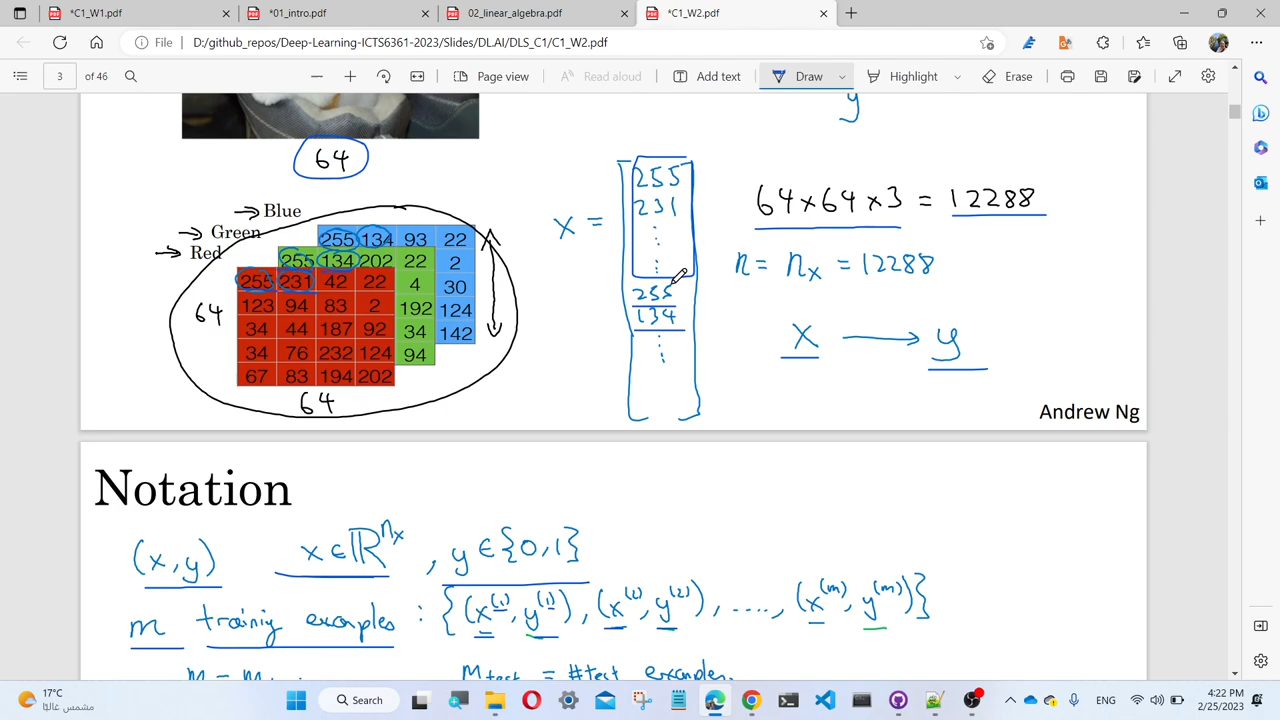 *C1_W1.pdf
*01_intro.pdf
02_linear_algebra.pdf
*C1_W2.pdf
File
D:/github_repos/Deep-Learning-ICTS6361-2023/Slides/DL.AI/DLS_C1/C1_W2.pdf
3 of 46
Page view
Read aloud
Add text
Draw
Highlight
Erase
y
64
Blue
Green
Red
255 134 93 22
255 134 202 22 2
255 231 42 22 4 30
64 123 94 83 2 192 124
34 44 187 92 34 142
34 76 232 124 94
67 83 194 202
64
x =
255
231
255
134
64×64×3 = 12288
n = nx = 12288
x → y
Andrew Ng
Notation
(x,y) x∈ℝ^nx , y∈{0,1}
m training examples : {(x^(1), y^(1)), (x^(2), y^(2)), ...., (x^(m), y^(m))}
m = m
m test = #test examples.
17°C
مشمس غالبًا
Search
ENG
4:22 PM
2/25/2023